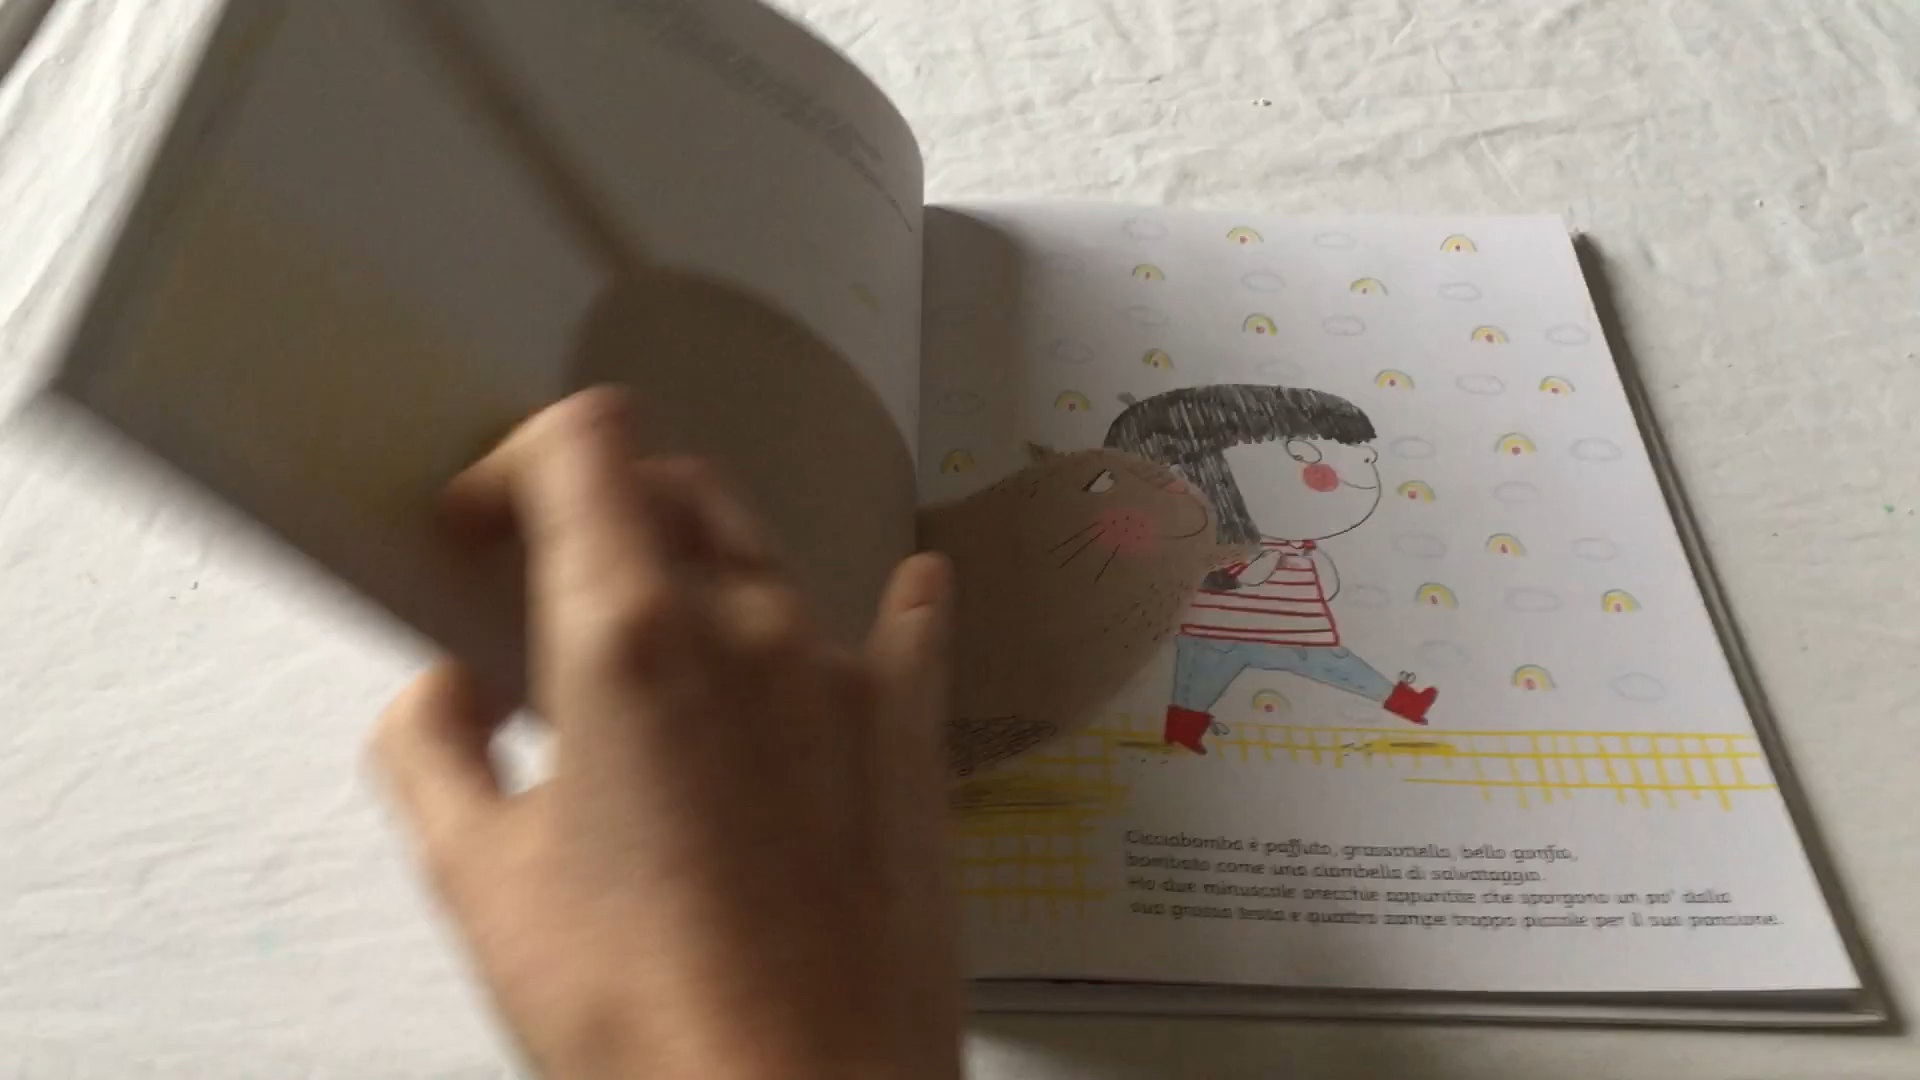 Cicciabomba è paffuto, grassottello, bello gonfio,
bombato come una ciambella di salvataggio.
Ha due minuscole orecchie appuntite che sporgono un po' dalla
sua grossa testa e quattro zampe troppo piccole per il suo pancione.